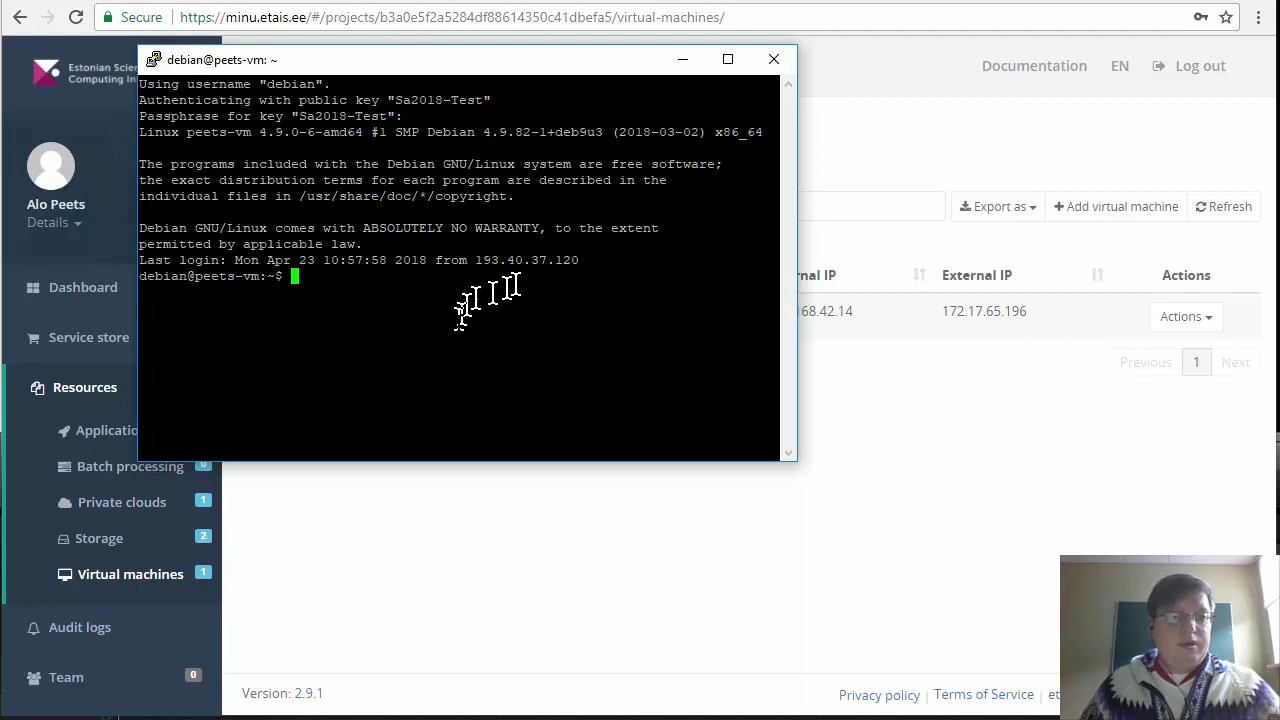 Secure
https://minu.etais.ee/#/projects/b3a0e5f2a5284df88614350c41dbefa5/virtual-machines/
Estonian Scie
Computing In
debian@peets-vm: ~
Documentation
EN
Log out
Using username "debian".
Authenticating with public key "Sa2018-Test"
Passphrase for key "Sa2018-Test":
Linux peets-vm 4.9.0-6-amd64 #1 SMP Debian 4.9.82-1+deb9u3 (2018-03-02) x86_64
The programs included with the Debian GNU/Linux system are free software;
the exact distribution terms for each program are described in the
individual files in /usr/share/doc/*/copyright.
Debian GNU/Linux comes with ABSOLUTELY NO WARRANTY, to the extent
permitted by applicable law.
Last login: Mon Apr 23 10:57:58 2018 from 193.40.37.120
debian@peets-vm:~$
Alo Peets
Details
Export as
Add virtual machine
Refresh
Dashboard
Service store
Resources
Applicatio
Batch processing 0
Private clouds 1
Storage 2
Virtual machines 1
Audit logs
Team 0
al IP
External IP
Actions
68.42.14
172.17.65.196
Actions
Previous
1
Next
Version: 2.9.1
Privacy policy
Terms of Service
et